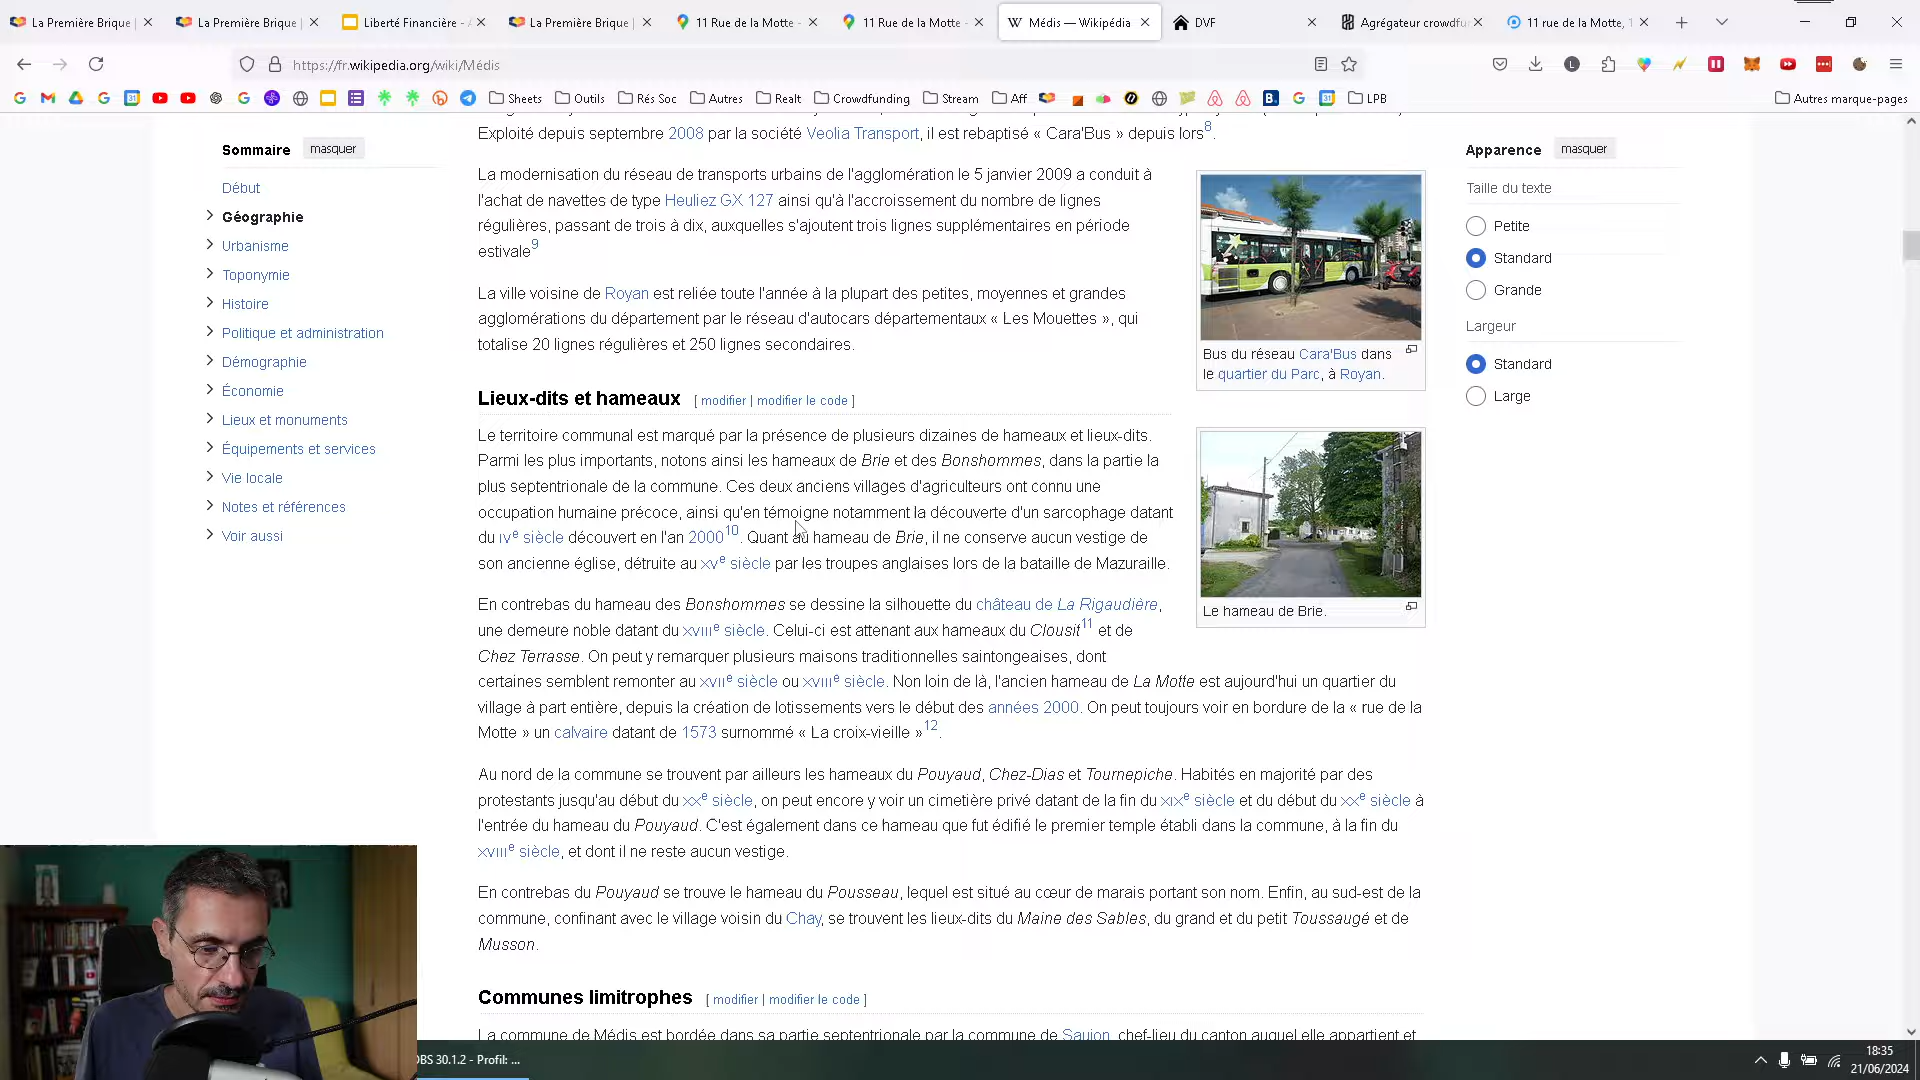 La Première Brique |
La Première Brique |
Liberté Financière - A
La Première Brique |
11 Rue de la Motte -
11 Rue de la Motte -
Médis — Wikipédia
DVF
Agrégateur crowdfu
11 rue de la Motte, 1
https://fr.wikipedia.org/wiki/Médis
Sheets
Outils
Rés Soc
Autres
Realt
Crowdfunding
Stream
Aff
LPB
Autres marque-pages
Exploité depuis septembre 2008 par la société Veolia Transport, il est rebaptisé « Cara'Bus » depuis lors8.
Sommaire masquer
Début
Géographie
Urbanisme
Toponymie
Histoire
Politique et administration
Démographie
Économie
Lieux et monuments
Équipements et services
Vie locale
Notes et références
Voir aussi
La modernisation du réseau de transports urbains de l'agglomération le 5 janvier 2009 a conduit à
l'achat de navettes de type Heuliez GX 127 ainsi qu'à l'accroissement du nombre de lignes
régulières, passant de trois à dix, auxquelles s'ajoutent trois lignes supplémentaires en période
estivale9
La ville voisine de Royan est reliée toute l'année à la plupart des petites, moyennes et grandes
agglomérations du département par le réseau d'autocars départementaux « Les Mouettes », qui
totalise 20 lignes régulières et 250 lignes secondaires.
Bus du réseau Cara'Bus dans
le quartier du Parc, à Royan.
Lieux-dits et hameaux [ modifier | modifier le code ]
Le territoire communal est marqué par la présence de plusieurs dizaines de hameaux et lieux-dits.
Parmi les plus importants, notons ainsi les hameaux de Brie et des Bonshommes, dans la partie la
plus septentrionale de la commune. Ces deux anciens villages d'agriculteurs ont connu une
occupation humaine précoce, ainsi qu'en témoigne notamment la découverte d'un sarcophage datant
du IVe siècle découvert en l'an 200010. Quant au hameau de Brie, il ne conserve aucun vestige de
son ancienne église, détruite au XVe siècle par les troupes anglaises lors de la bataille de Mazuraille.
Le hameau de Brie.
En contrebas du hameau des Bonshommes se dessine la silhouette du château de La Rigaudière,
une demeure noble datant du XVIIIe siècle. Celui-ci est attenant aux hameaux du Clousit11 et de
Chez Terrasse. On peut y remarquer plusieurs maisons traditionnelles saintongeaises, dont
certaines semblent remonter au XVIIe siècle ou XVIIIe siècle. Non loin de là, l'ancien hameau de La Motte est aujourd'hui un quartier du
village à part entière, depuis la création de lotissements vers le début des années 2000. On peut toujours voir en bordure de la « rue de la
Motte » un calvaire datant de 1573 surnommé « La croix-vieille »12.
Au nord de la commune se trouvent par ailleurs les hameaux du Pouyaud, Chez-Dias et Tournepiche. Habités en majorité par des
protestants jusqu'au début du XXe siècle, on peut encore y voir un cimetière privé datant de la fin du XIXe siècle et du début du XXe siècle à
l'entrée du hameau du Pouyaud. C'est également dans ce hameau que fut édifié le premier temple établi dans la commune, à la fin du
XVIIIe siècle, et dont il ne reste aucun vestige.
En contrebas du Pouyaud se trouve le hameau du Pousseau, lequel est situé au cœur de marais portant son nom. Enfin, au sud-est de la
commune, confinant avec le village voisin du Chay, se trouvent les lieux-dits du Maine des Sables, du grand et du petit Toussaugé et de
Musson.
Communes limitrophes [ modifier | modifier le code ]
La commune de Médis est bordée dans sa partie septentrionale par la commune de Saujon, chef-lieu du canton auquel elle appartient et
Apparence masquer
Taille du texte
Petite
Standard
Grande
Largeur
Standard
Large
OBS 30.1.2 - Profil: ...
18:35
21/06/2024